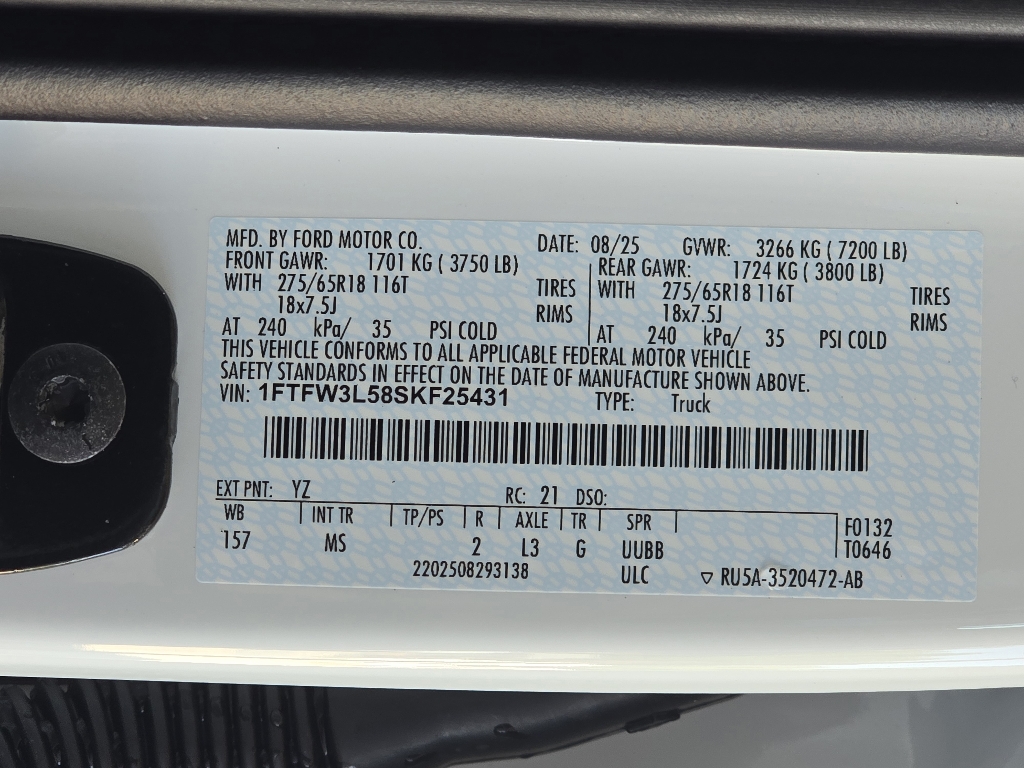 MFD. BY FORD MOTOR CO. DATE: 08/25 GVWR: 3266 KG ( 7200 LB)
FRONT GAWR: 1701 KG ( 3750 LB) REAR GAWR: 1724 KG ( 3800 LB)
WITH 275/65R18 116T TIRES WITH 275/65R18 116T TIRES
18x7.5J RIMS 18x7.5J RIMS
AT 240 kPa/ 35 PSI COLD AT 240 kPa/ 35 PSI COLD
THIS VEHICLE CONFORMS TO ALL APPLICABLE FEDERAL MOTOR VEHICLE
SAFETY STANDARDS IN EFFECT ON THE DATE OF MANUFACTURE SHOWN ABOVE.
VIN: 1FTFW3L58SKF25431 TYPE: Truck
EXT PNT: YZ RC: 21 DSO:
WB INT TR TP/PS R AXLE TR SPR F0132
157 MS 2 L3 G UUBB T0646
2202508293138 ULC ▽ RU5A-3520472-AB